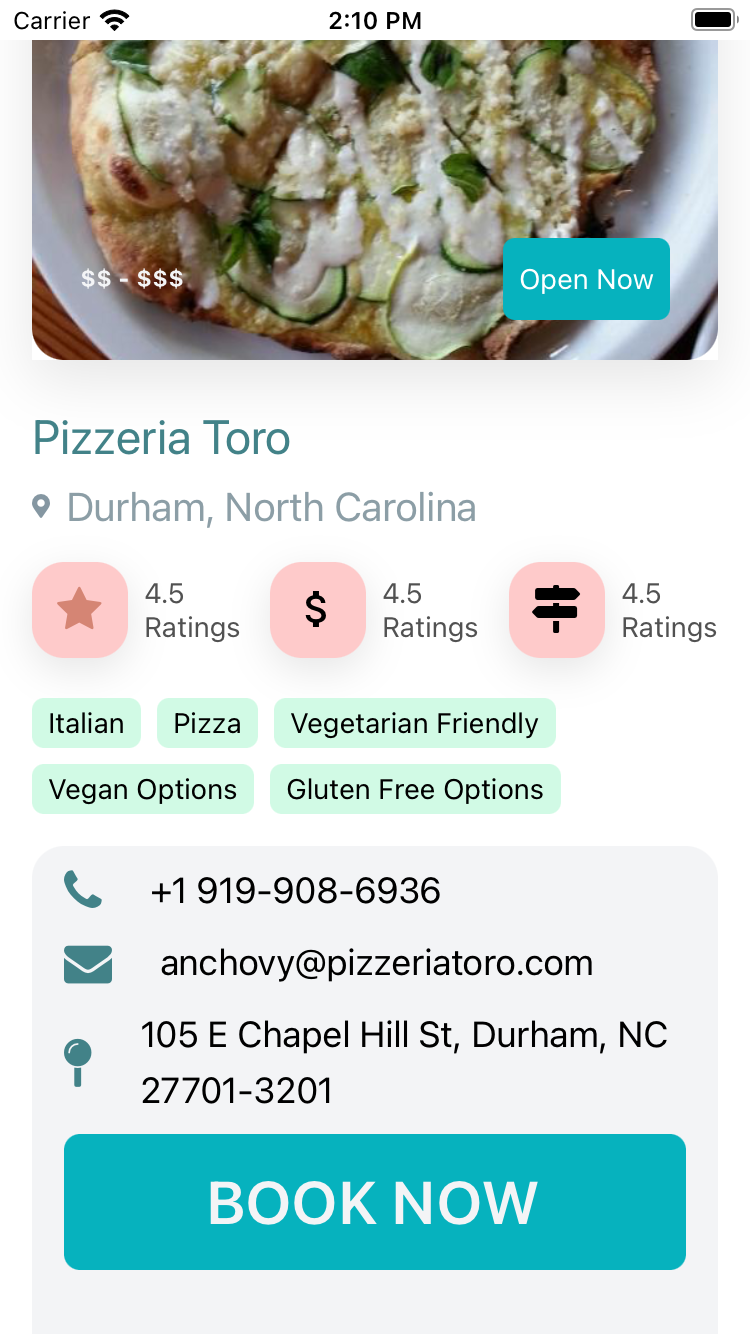 Carrier 2:10 PM
$$ - $$$
Open Now
Pizzeria Toro
Durham, North Carolina
4.5
Ratings
$
4.5
Ratings
4.5
Ratings
Italian Pizza Vegetarian Friendly
Vegan Options Gluten Free Options
+1 919-908-6936
anchovy@pizzeriatoro.com
105 E Chapel Hill St, Durham, NC
27701-3201
BOOK NOW